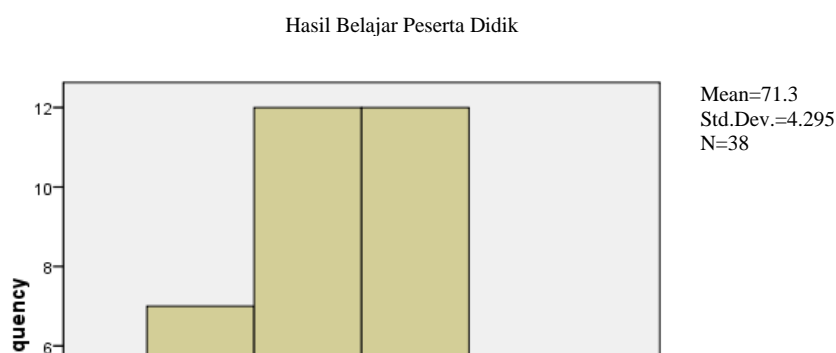 Hasil Belajar Peserta Didik
Mean=71.3
Std.Dev.=4.295
N=38
12
10
8
6